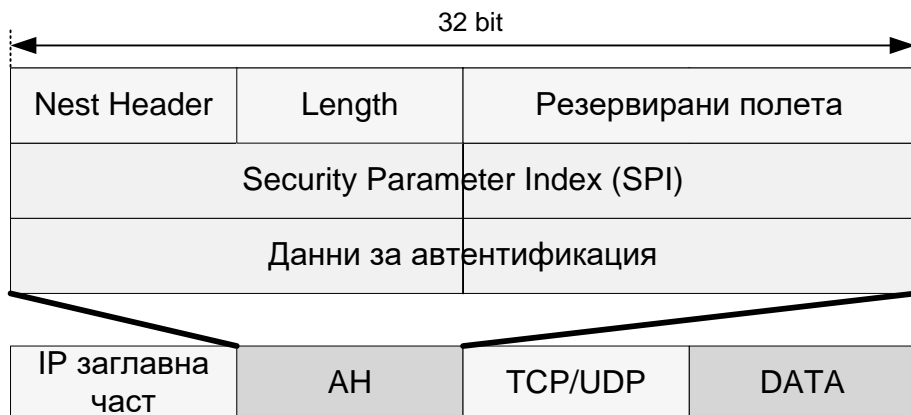 32 bit
Nest Header Length Резервирани полета
Security Parameter Index (SPI)
Данни за автентификация
IP заглавна
част
AH TCP/UDP DATA